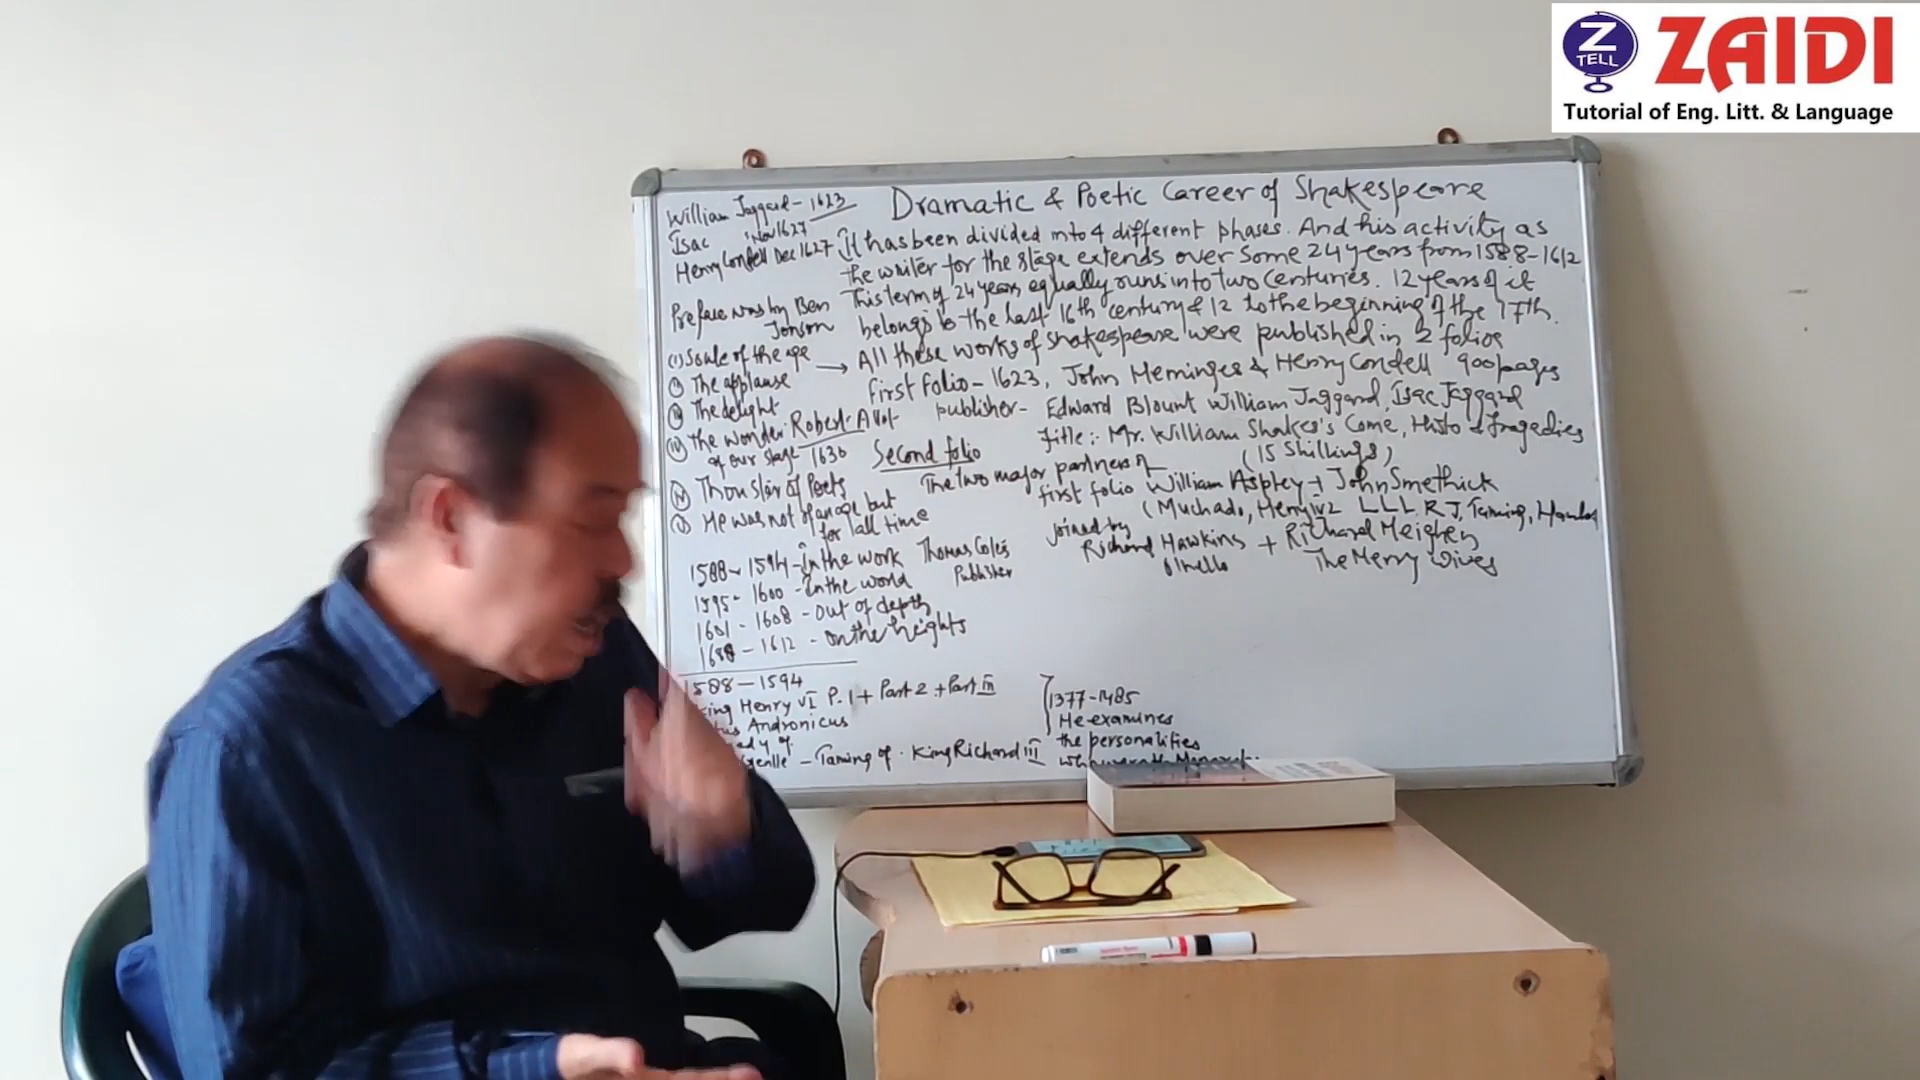 Z
TELL
ZAIDI
Tutorial of Eng. Litt. & Language
Dramatic & Poetic Career of Shakespeare
William Jaggard - 1623
Isac Nov 1627
Henry Condell Dec 1627
Preface was by Ben
Jonson
(i) Soule of the age
The applause
The delight
The wonder
of our stage
Thou Star of Poets
He was not of an age but
for all time
It has been divided into 4 different phases. And his activity as
the writer for the stage extends over some 24 years from 1588-1612
This term of 24 years equally runs into two centuries. 12 years of it
belongs to the last 16th century & 12 to the beginning of the 17th.
→ All these works of Shakespeare were published in 2 folios
first folio - 1623, John Heminges & Henry Condell 900 pages
publisher - Edward Blount William Jaggard, Isac Jaggard
Title :- Mr. William Shakes's Come, Histo & Tragedies
(15 Shillings)
Robert Allot
1630
Second folio
The two major partners of
first folio William Aspley + John Smethick
(Muchado, Henry iv2 LLL. R J, Taming, Hamlet
joined by
Richard Hawkins + Richard Meighen
Othello The Merry Wives
Thomas Cotes
Publisher
1588 - 1594 - in the work
1595 - 1600 - In the world
1601 - 1608 - Out of depth
1612 - on the heights
1588 - 1594
King Henry VI P. 1 + Part 2 + Part III
Andronicus
- Taming of . King Richard III
1377-1485
He examines
the personalities